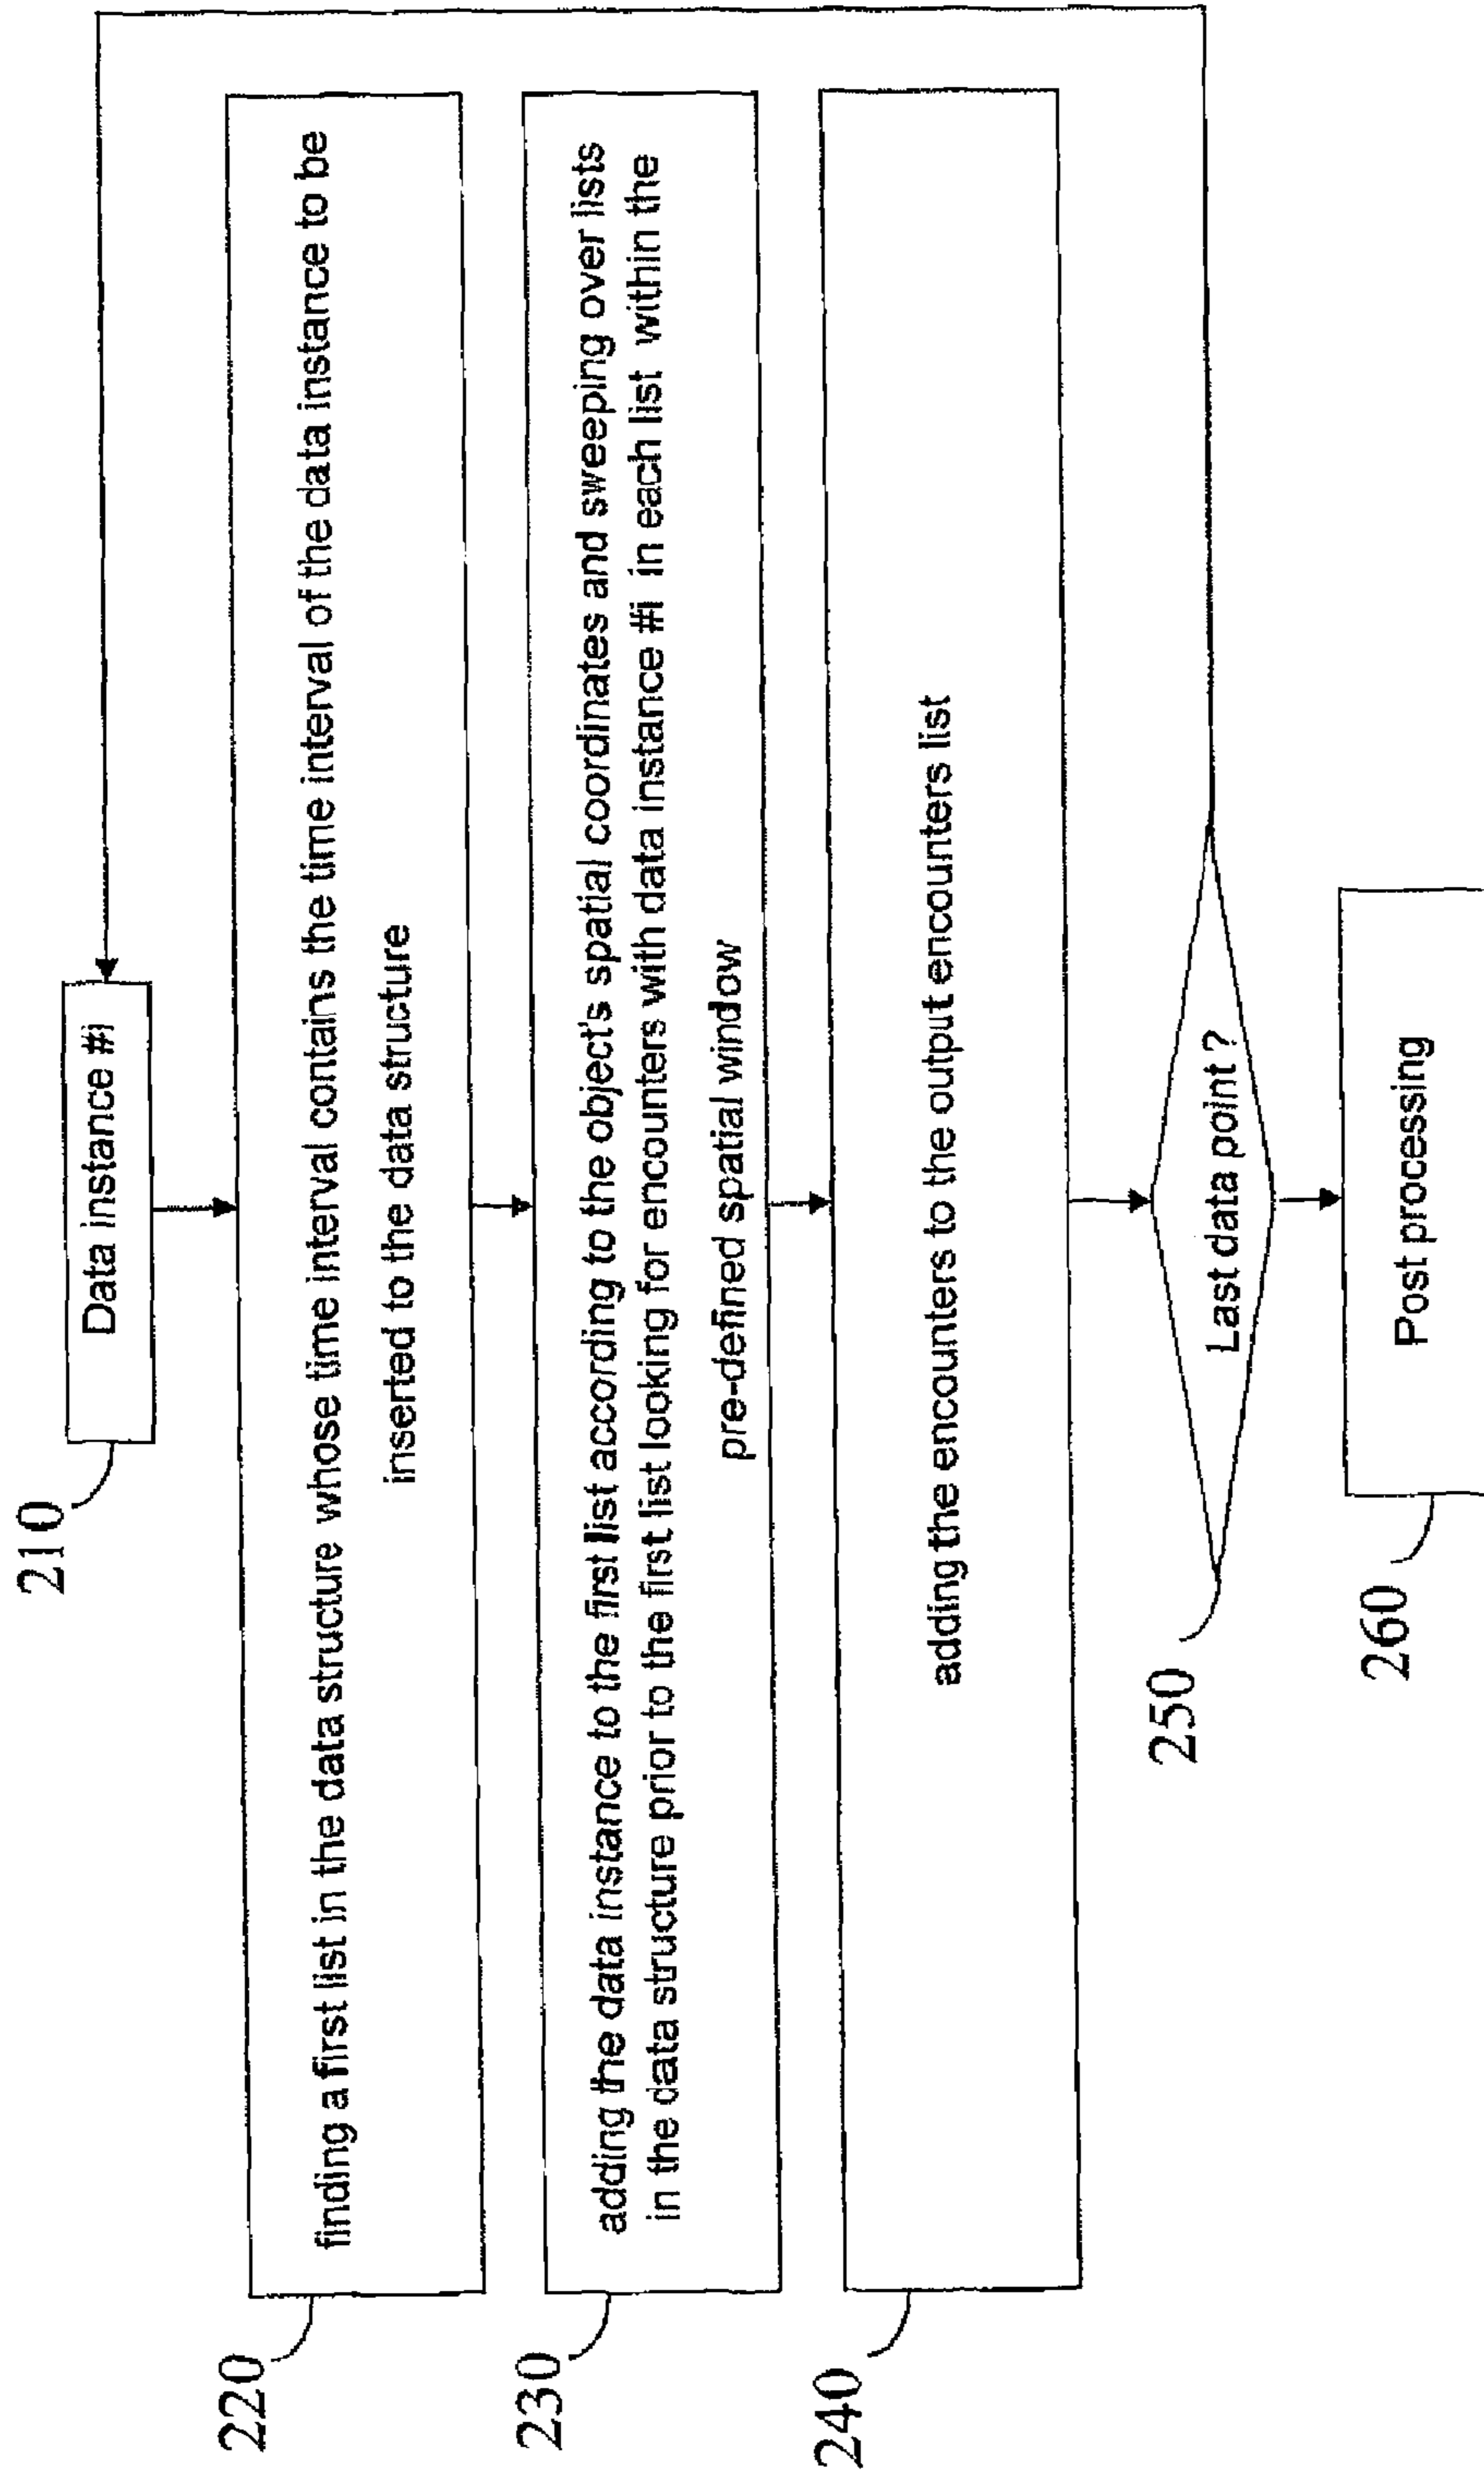 210
Data instance #i
220
finding a first list in the data structure whose time interval contains the time interval of the data instance to be
inserted to the data structure
230
adding the data instance to the first list according to the object's spatial coordinates and sweeping over lists
in the data structure prior to the first list looking for encounters with data instance #i in each list within the
pre-defined spatial window
240
adding the encounters to the output encounters list
250
Last data point ?
260
Post processing